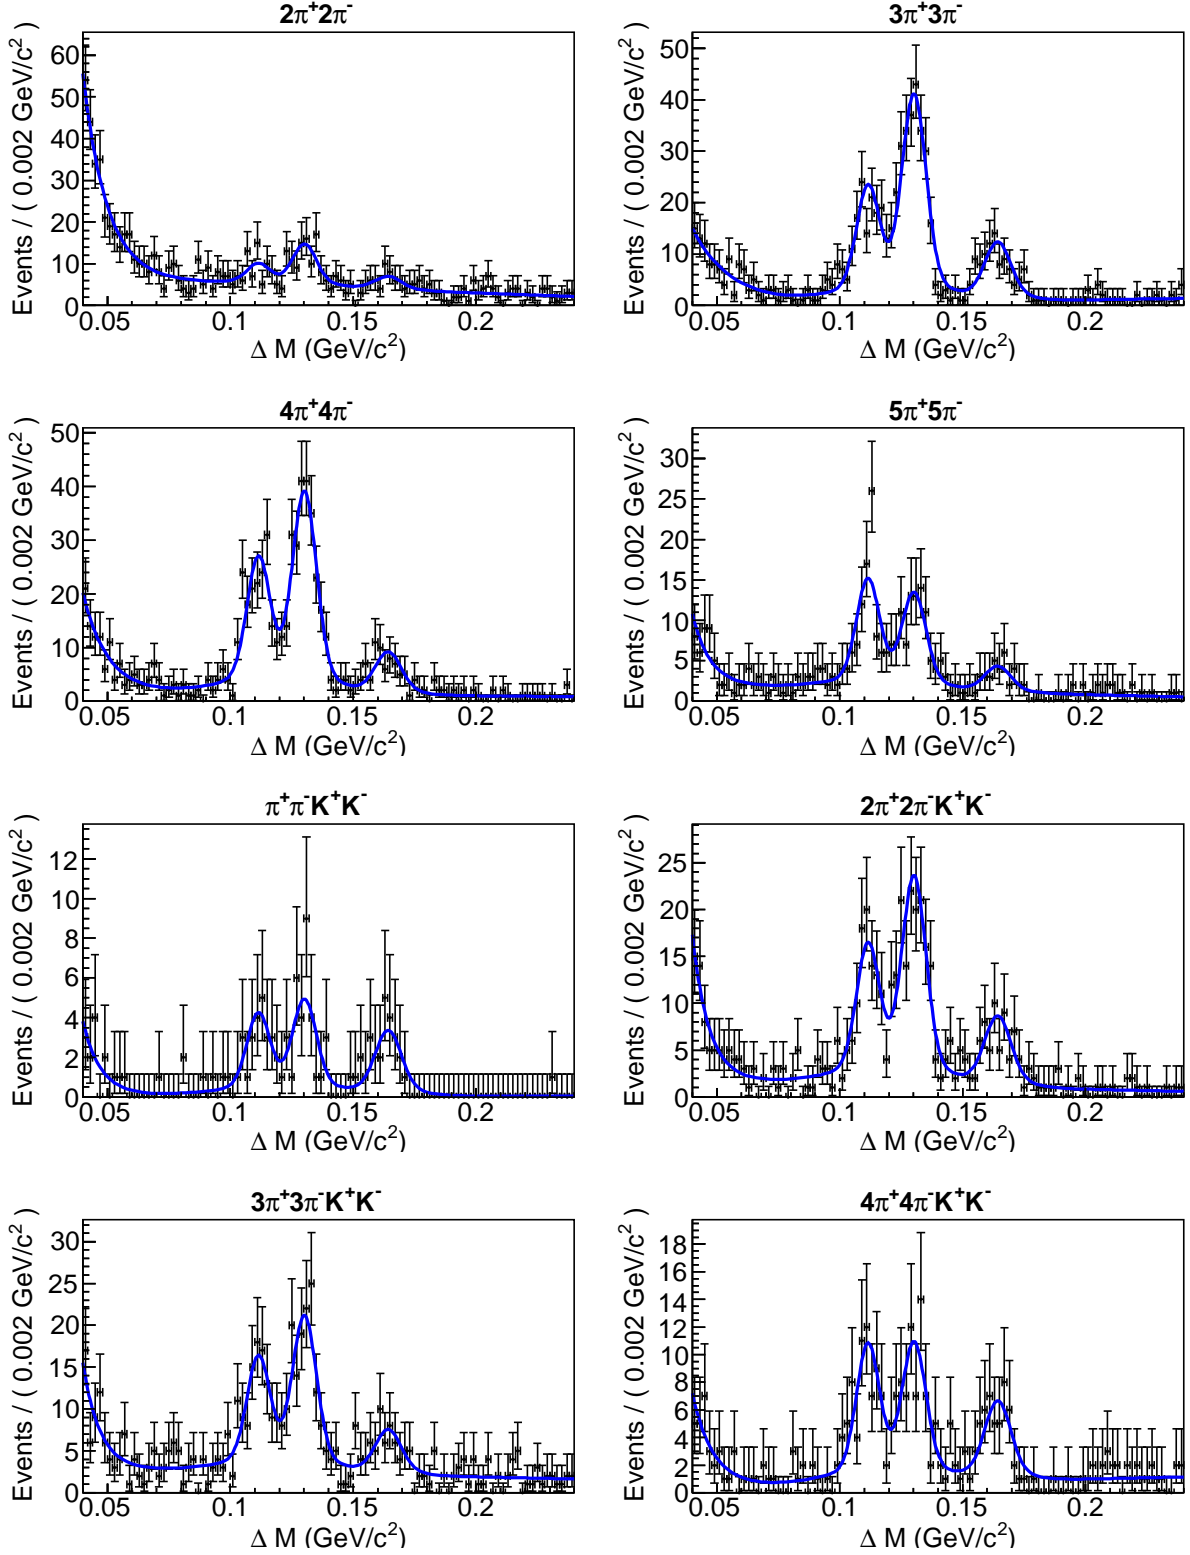 2π⁺2π⁻
Events / ( 0.002 GeV/c² )
60
50
40
30
20
10
0
0.05 0.1 0.15 0.2
Δ M (GeV/c²)
3π⁺3π⁻
Events / ( 0.002 GeV/c² )
50
40
30
20
10
0
0.05 0.1 0.15 0.2
Δ M (GeV/c²)
4π⁺4π⁻
Events / ( 0.002 GeV/c² )
50
40
30
20
10
0
0.05 0.1 0.15 0.2
Δ M (GeV/c²)
5π⁺5π⁻
Events / ( 0.002 GeV/c² )
30
25
20
15
10
5
0
0.05 0.1 0.15 0.2
Δ M (GeV/c²)
π⁺π⁻K⁺K⁻
Events / ( 0.002 GeV/c² )
12
10
8
6
4
2
0
0.05 0.1 0.15 0.2
Δ M (GeV/c²)
2π⁺2π⁻K⁺K⁻
Events / ( 0.002 GeV/c² )
25
20
15
10
5
0
0.05 0.1 0.15 0.2
Δ M (GeV/c²)
3π⁺3π⁻K⁺K⁻
Events / ( 0.002 GeV/c² )
30
25
20
15
10
5
0
0.05 0.1 0.15 0.2
Δ M (GeV/c²)
4π⁺4π⁻K⁺K⁻
Events / ( 0.002 GeV/c² )
18
16
14
12
10
8
6
4
2
0
0.05 0.1 0.15 0.2
Δ M (GeV/c²)